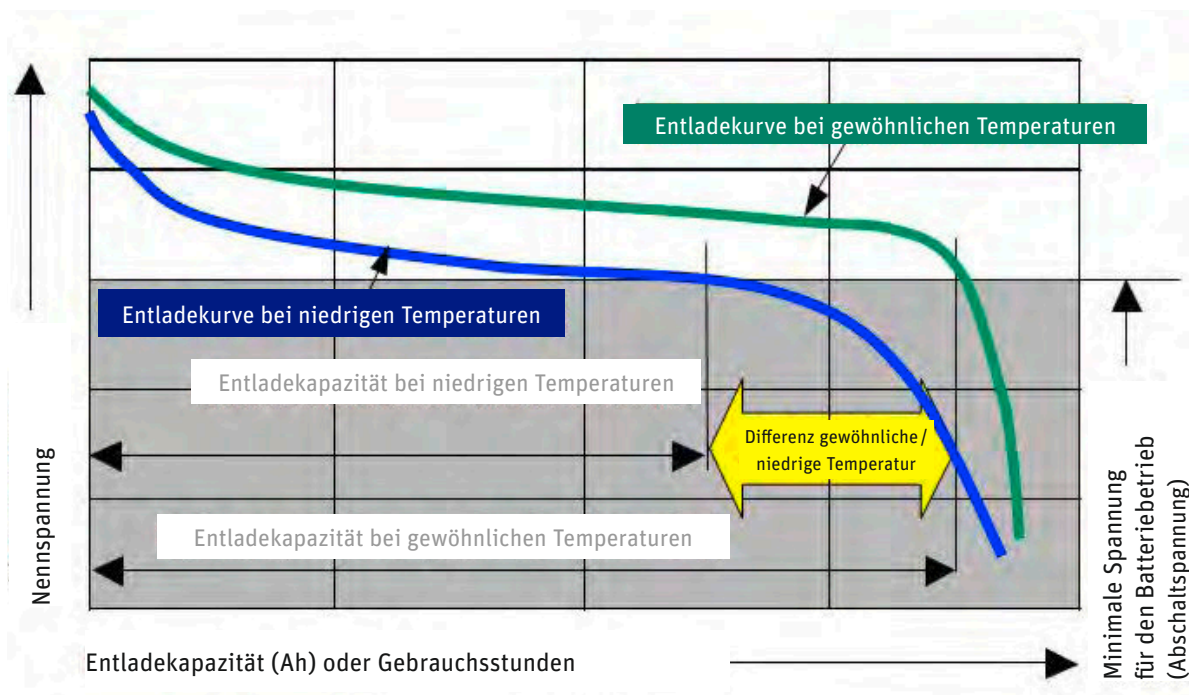 Entladekurve bei gewöhnlichen Temperaturen
Entladekurve bei niedrigen Temperaturen
Entladekapazität bei niedrigen Temperaturen
Differenz gewöhnliche/
niedrige Temperatur
Entladekapazität bei gewöhnlichen Temperaturen
Nennspannung
Minimale Spannung
für den Batteriebetrieb
(Abschaltspannung)
Entladekapazität (Ah) oder Gebrauchsstunden